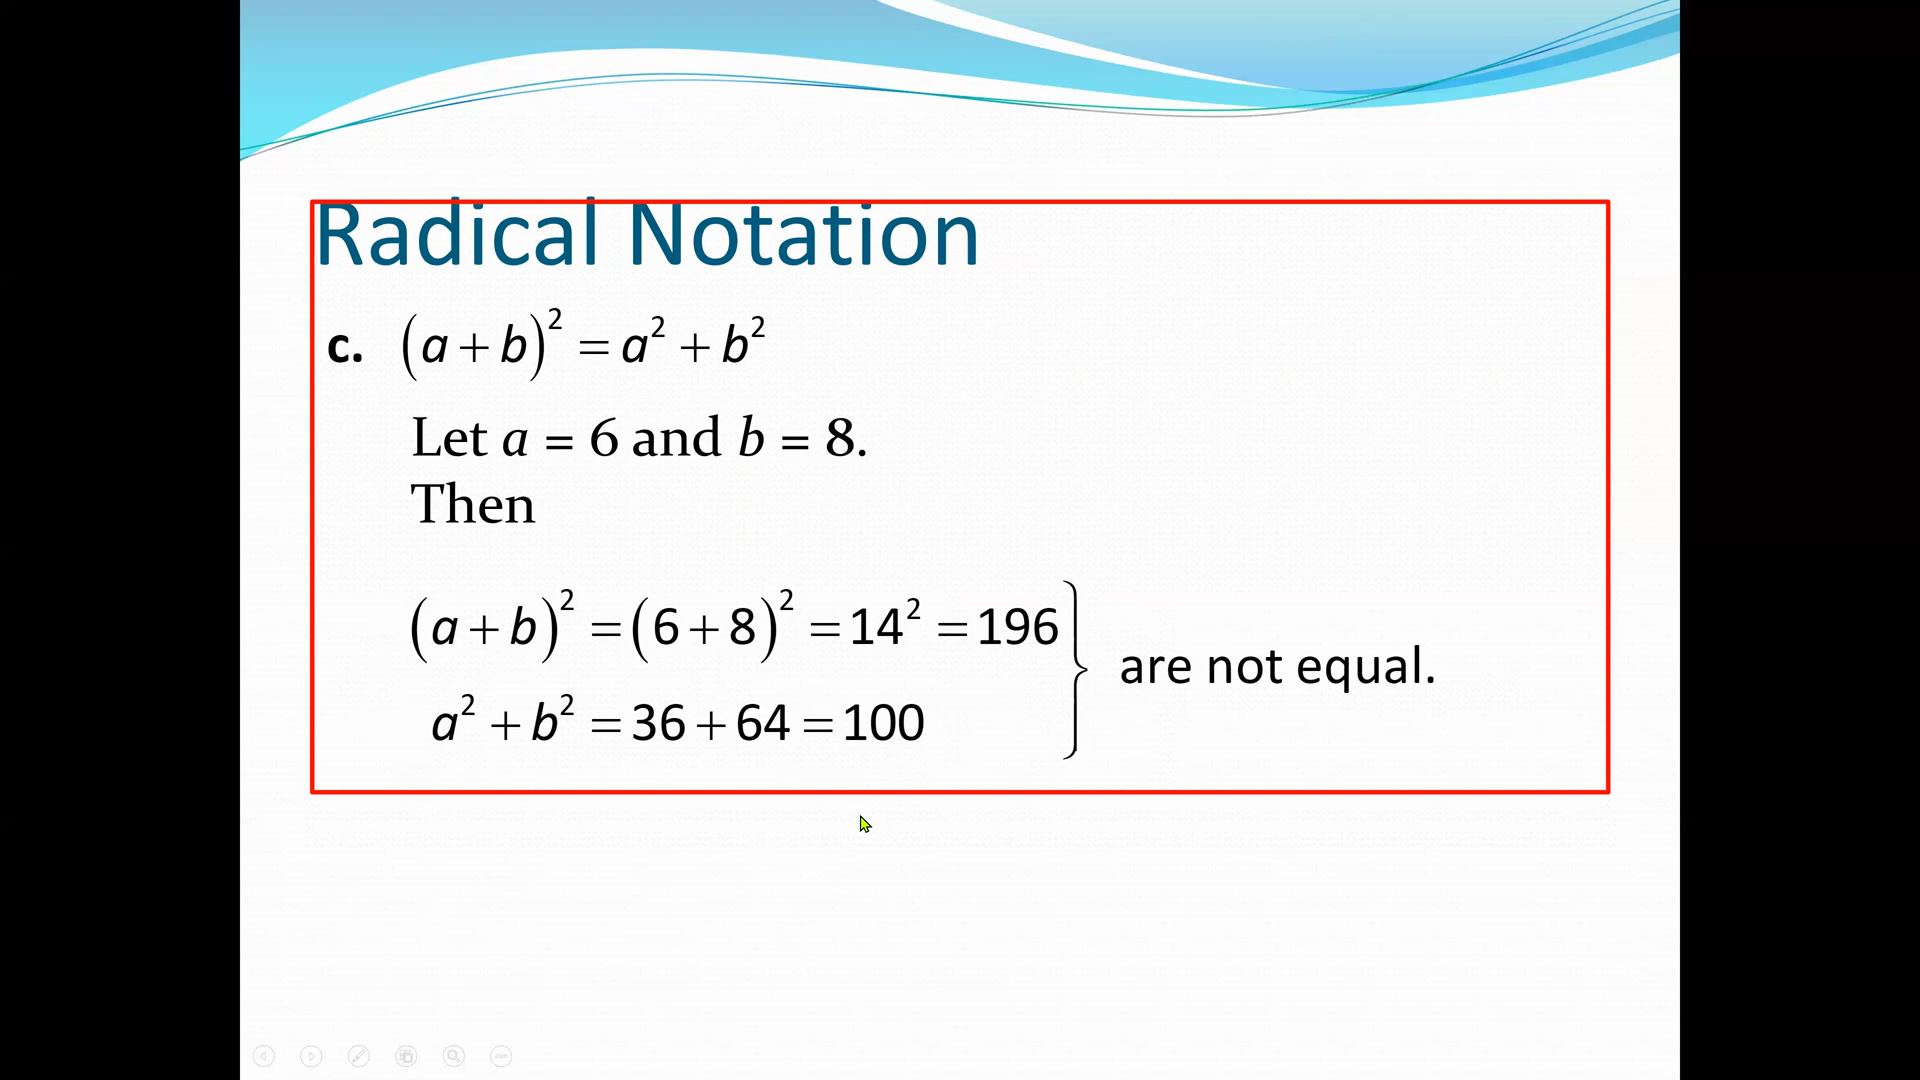 Radical Notation
c. (a + b)² = a² + b²
Let a = 6 and b = 8.
Then
(a + b)² = (6 + 8)² = 14² = 196
are not equal.
a² + b² = 36 + 64 = 100